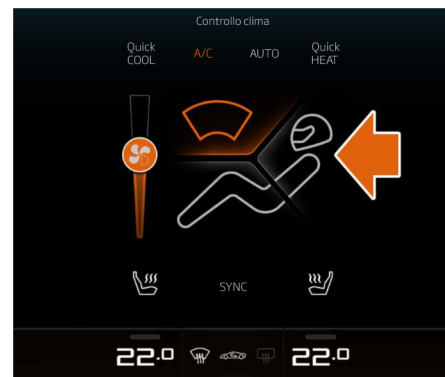 Controllo clima
Quick COOL
A/C
AUTO
Quick HEAT
SYNC
22.0
22.0